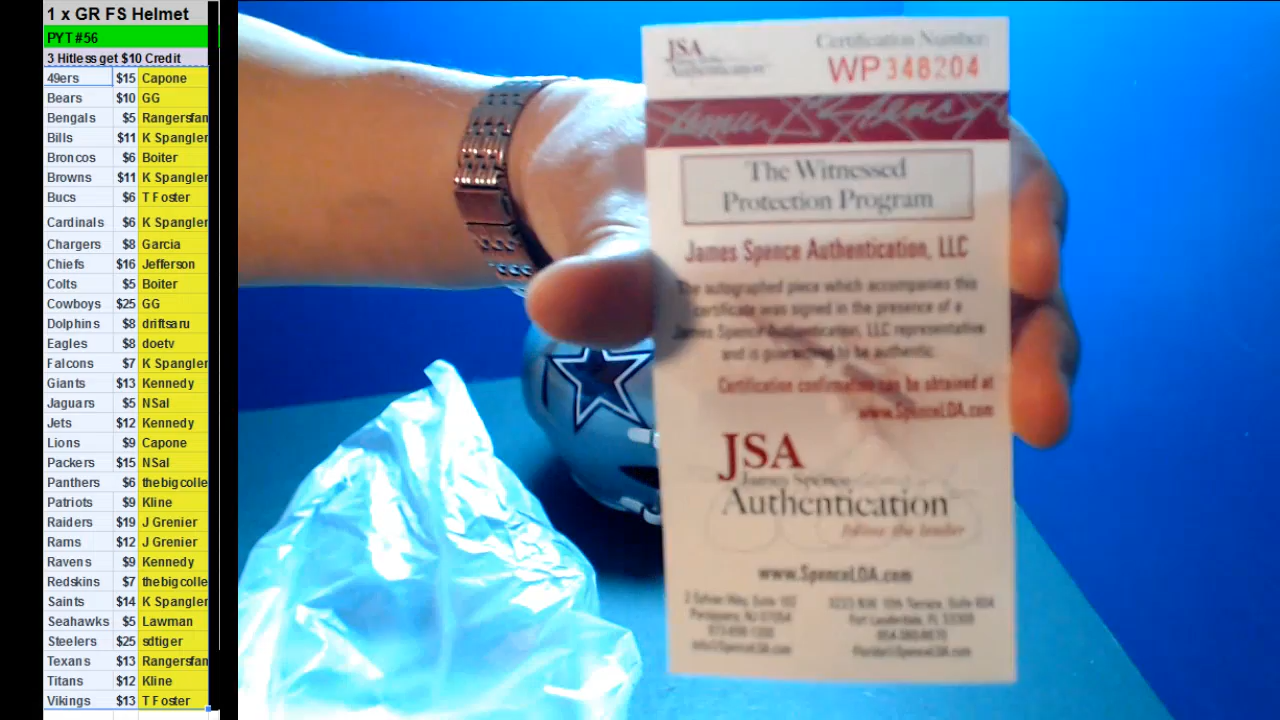 1 x GR FS Helmet
PYT #56
3 Hitless get $10 Credit
49ers $15 Capone
Bears $10 GG
Bengals $5 Rangersfan
Bills $11 K Spangler
Broncos $6 Boiter
Browns $11 K Spangler
Bucs $6 T Foster
Cardinals $6 K Spangler
Chargers $8 Garcia
Chiefs $16 Jefferson
Colts $5 Boiter
Cowboys $25 GG
Dolphins $8 driftsaru
Eagles $8 doetv
Falcons $7 K Spangler
Giants $13 Kennedy
Jaguars $5 NSal
Jets $12 Kennedy
Lions $9 Capone
Packers $15 NSal
Panthers $6 thebigcolle
Patriots $9 Kline
Raiders $19 J Grenier
Rams $12 J Grenier
Ravens $9 Kennedy
Redskins $7 thebigcolle
Saints $14 K Spangler
Seahawks $5 Lawman
Steelers $25 sdtiger
Texans $13 Rangersfan
Titans $12 Kline
Vikings $13 T Foster
JSA
Authentication
Certification Number:
WP348204
The Witnessed
Protection Program
James Spence Authentication, LLC
The autographed piece which accompanies this
certificate was signed in the presence of a
James Spence Authentication, LLC representative
and is guaranteed to be authentic.
Certification confirmation can be obtained at
www.SpenceLOA.com
JSA
James Spence
Authentication
follow the leader
www.SpenceLOA.com